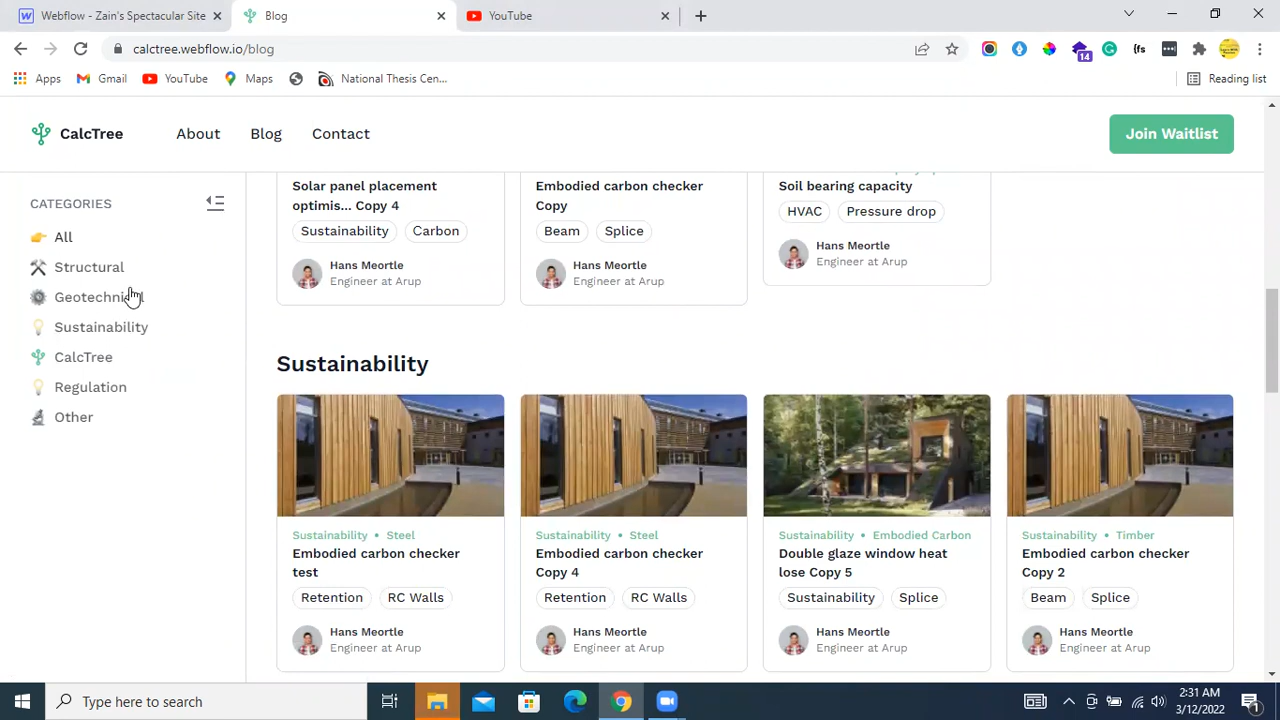 Webflow - Zain's Spectacular Site
Blog
YouTube
calctree.webflow.io/blog
{fs
14
Apps
Gmail
YouTube
Maps
National Thesis Cen...
Reading list
CalcTree
About
Blog
Contact
Join Waitlist
CATEGORIES
All
Structural
Geotechnical
Sustainability
CalcTree
Regulation
Other
Solar panel placement
optimis... Copy 4
Sustainability
Carbon
Hans Meortle
Engineer at Arup
Embodied carbon checker
Copy
Beam
Splice
Hans Meortle
Engineer at Arup
Soil bearing capacity
HVAC
Pressure drop
Hans Meortle
Engineer at Arup
Sustainability
Sustainability • Steel
Embodied carbon checker
test
Retention
RC Walls
Hans Meortle
Engineer at Arup
Sustainability • Steel
Embodied carbon checker
Copy 4
Retention
RC Walls
Hans Meortle
Engineer at Arup
Sustainability • Embodied Carbon
Double glaze window heat
lose Copy 5
Sustainability
Splice
Hans Meortle
Engineer at Arup
Sustainability • Timber
Embodied carbon checker
Copy 2
Beam
Splice
Hans Meortle
Engineer at Arup
Type here to search
2:31 AM
3/12/2022
1